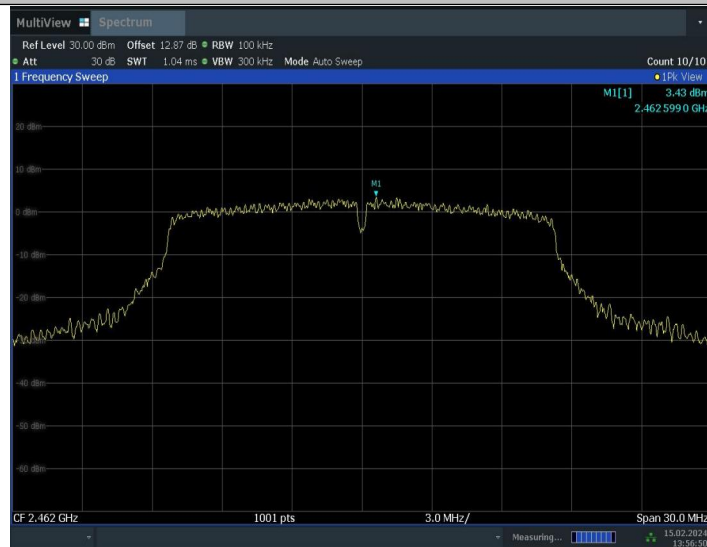 MultiView Spectrum
Ref Level 30.00 dBm Offset 12.87 dB RBW 100 kHz
Att 30 dB SWT 1.04 ms VBW 300 kHz Mode Auto Sweep Count 10/10
1 Frequency Sweep 1Pk View
M1[1] 3.43 dBm
2.4625990 GHz
20 dBm
10 dBm
M1
0 dBm
-10 dBm
-20 dBm
-40 dBm
-50 dBm
-60 dBm
CF 2.462 GHz 1001 pts 3.0 MHz/ Span 30.0 MHz
Measuring... 15.02.2024
13:56:50